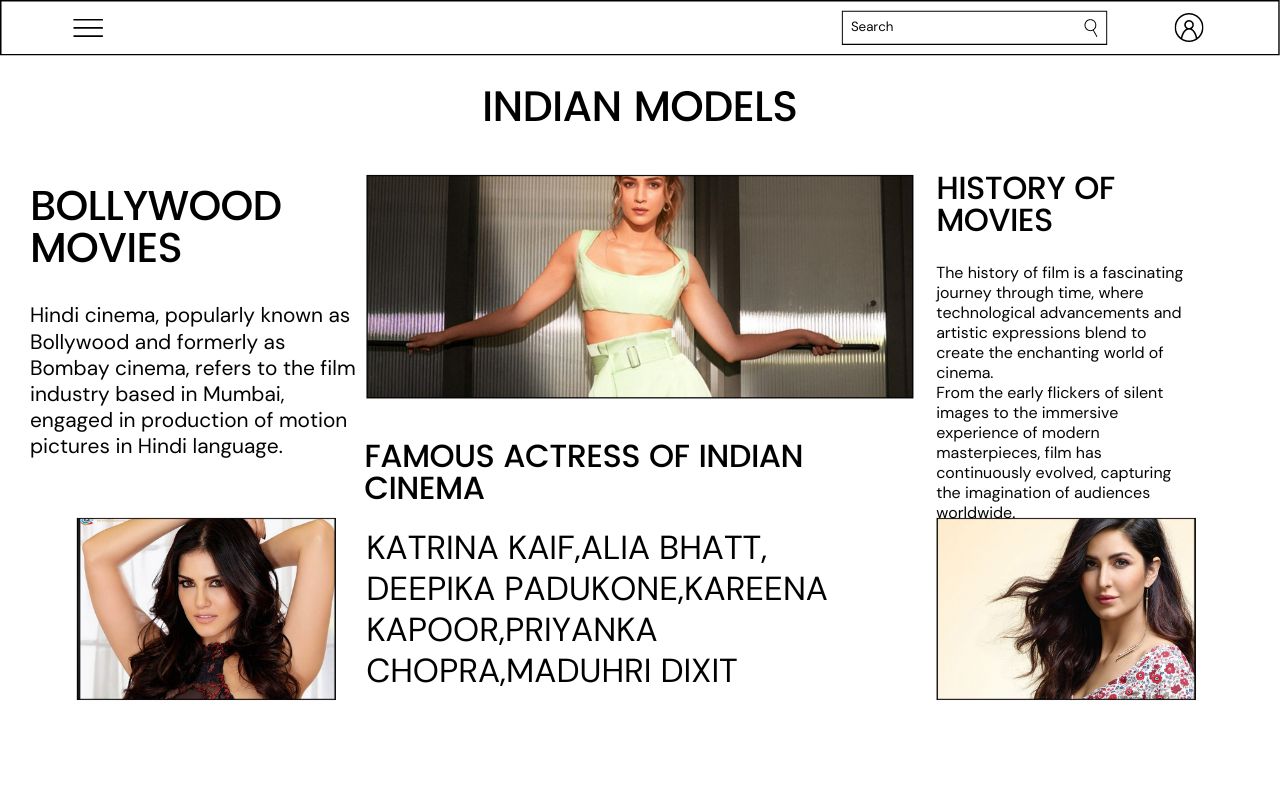 Search
INDIAN MODELS
BOLLYWOOD
MOVIES
Hindi cinema, popularly known as
Bollywood and formerly as
Bombay cinema, refers to the film
industry based in Mumbai,
engaged in production of motion
pictures in Hindi language.
FAMOUS ACTRESS OF INDIAN
CINEMA
KATRINA KAIF,ALIA BHATT,
DEEPIKA PADUKONE,KAREENA
KAPOOR,PRIYANKA
CHOPRA,MADUHRI DIXIT
HISTORY OF
MOVIES
The history of film is a fascinating
journey through time, where
technological advancements and
artistic expressions blend to
create the enchanting world of
cinema.
From the early flickers of silent
images to the immersive
experience of modern
masterpieces, film has
continuously evolved, capturing
the imagination of audiences
worldwide.